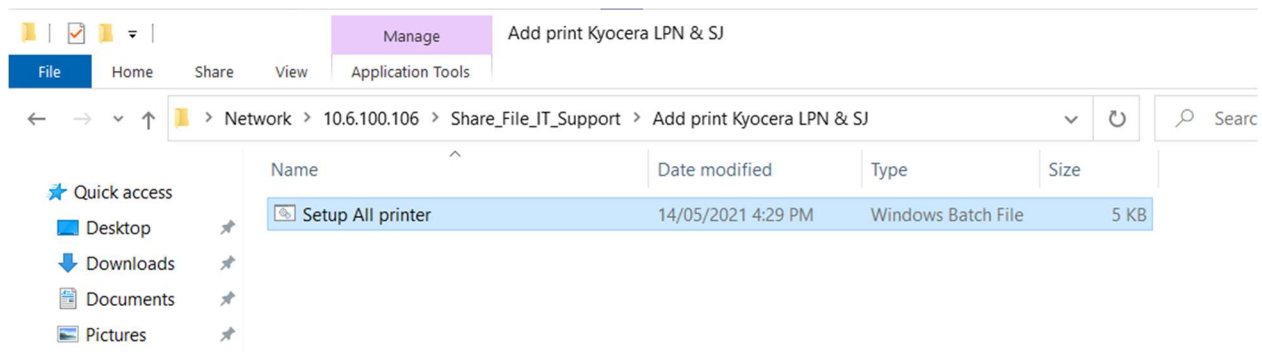 Manage Add print Kyocera LPN & SJ
File Home Share View Application Tools
Network > 10.6.100.106 > Share_File_IT_Support > Add print Kyocera LPN & SJ
Name Date modified Type Size
Quick access
Setup All printer 14/05/2021 4:29 PM Windows Batch File 5 KB
Desktop
Downloads
Documents
Pictures